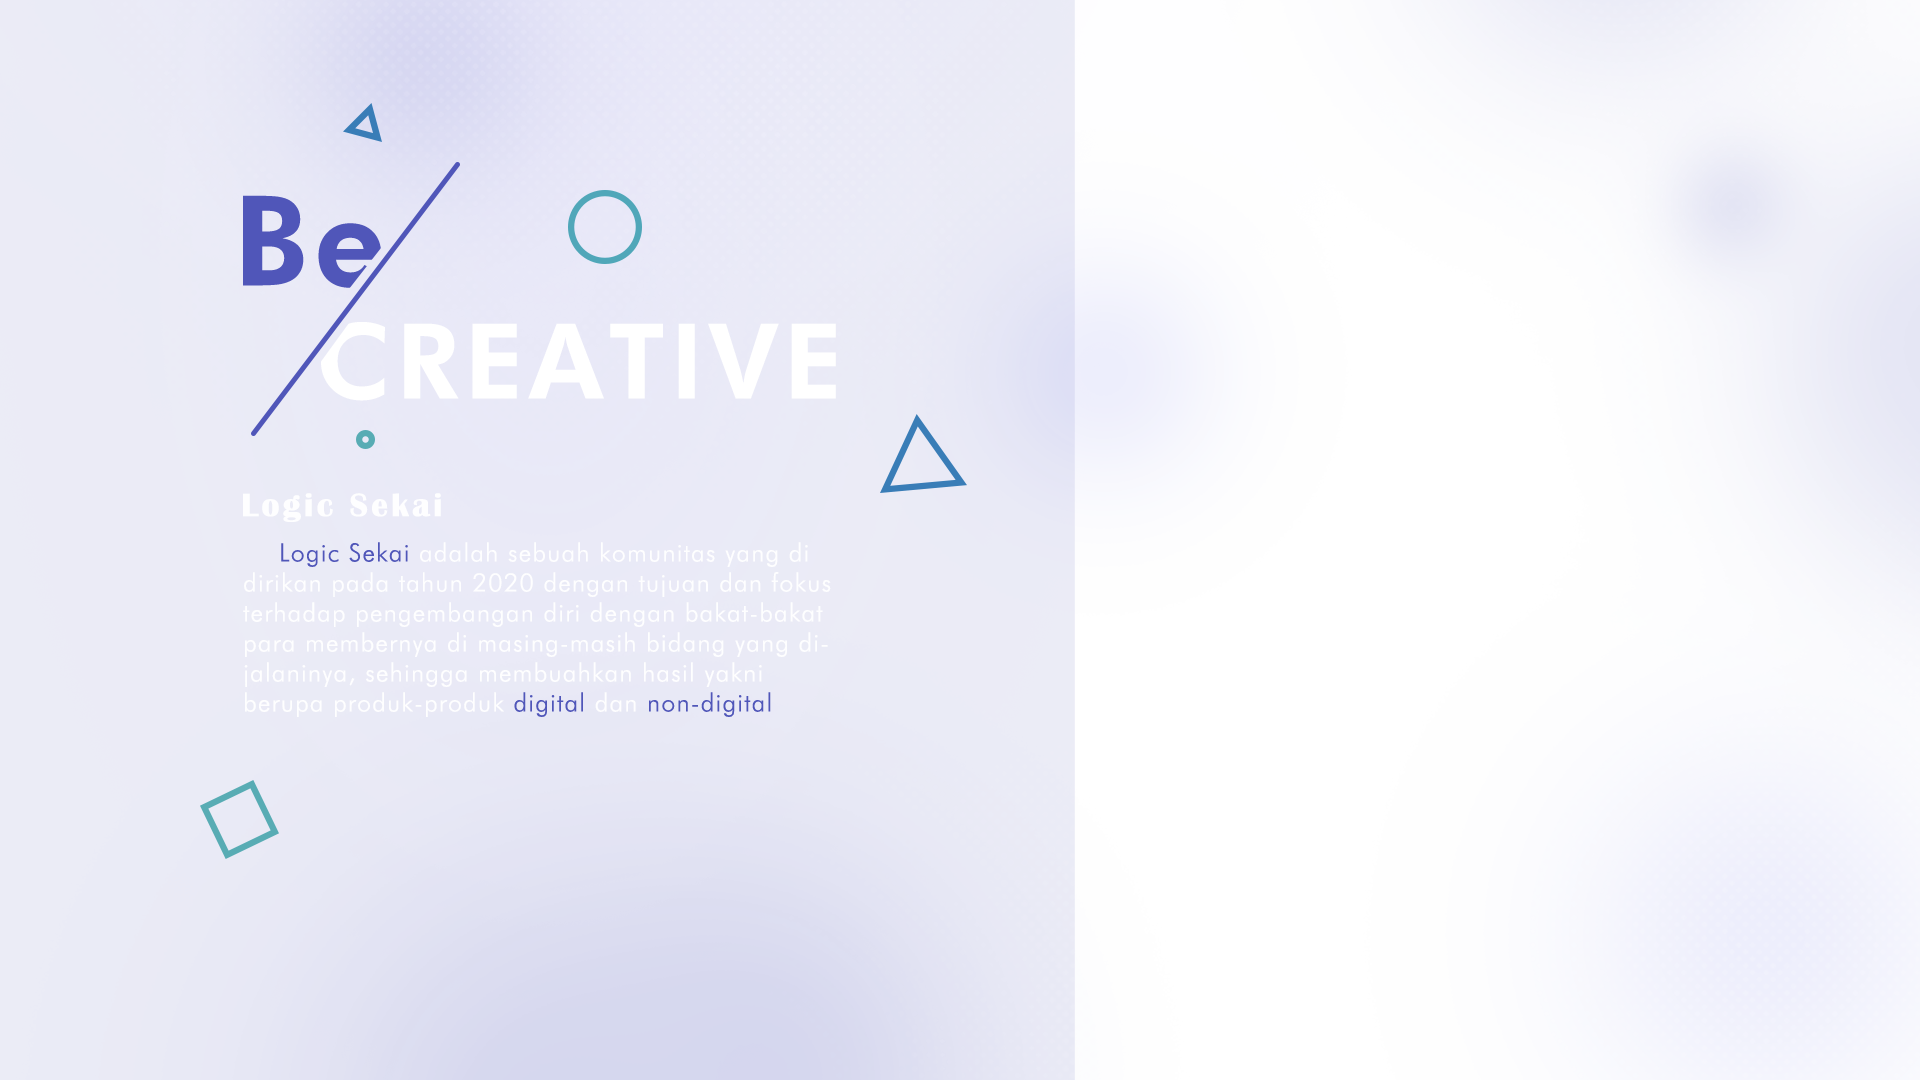 Be
CREATIVE
Logic Sekai
Logic Sekai adalah sebuah komunitas yang di
dirikan pada tahun 2020 dengan tujuan dan fokus
terhadap pengembangan diri dengan bakat-bakat
para membernya di masing-masih bidang yang di-
jalaninya, sehingga membuahkan hasil yakni
berupa produk-produk digital dan non-digital